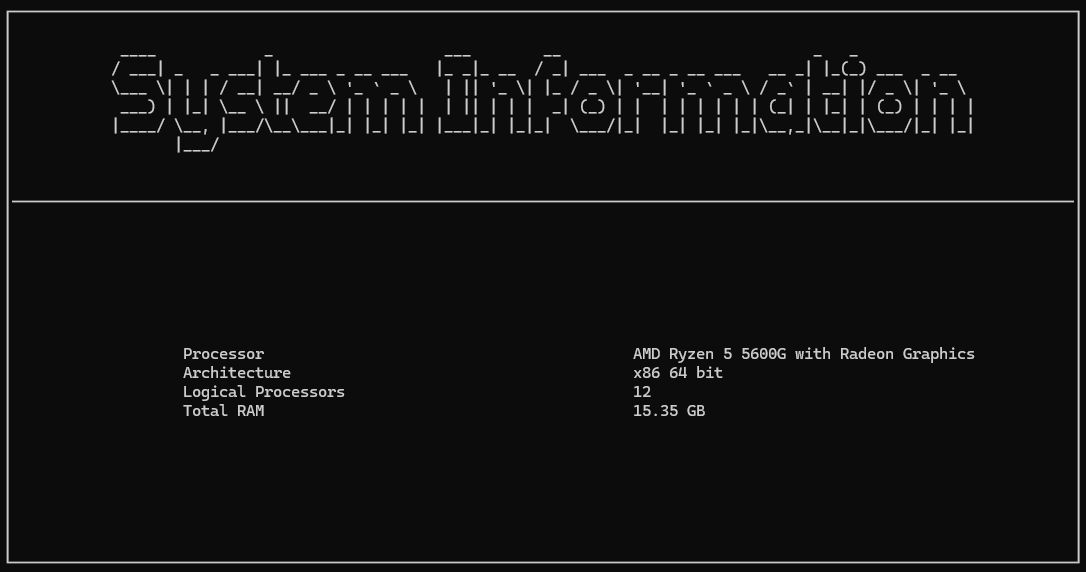 System Information
Processor AMD Ryzen 5 5600G with Radeon Graphics
Architecture x86 64 bit
Logical Processors 12
Total RAM 15.35 GB